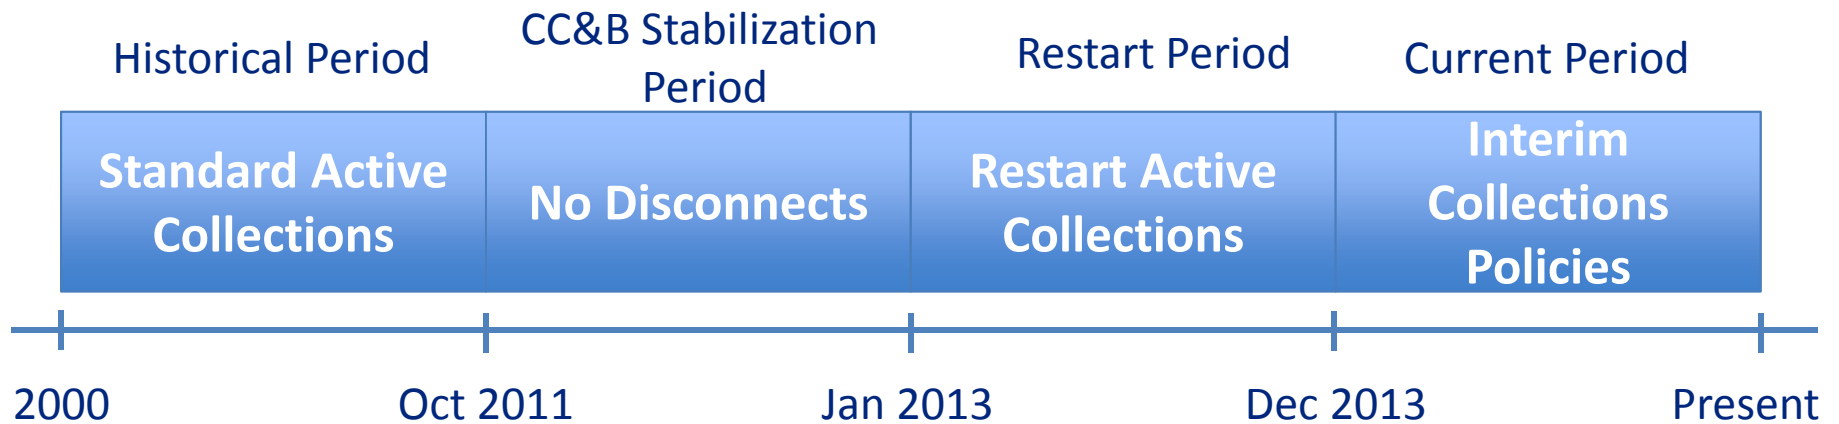 Historical Period
CC&B Stabilization
Period
Restart Period
Current Period
Standard Active
Collections
No Disconnects
Restart Active
Collections
Interim
Collections
Policies
2000
Oct 2011
Jan 2013
Dec 2013
Present